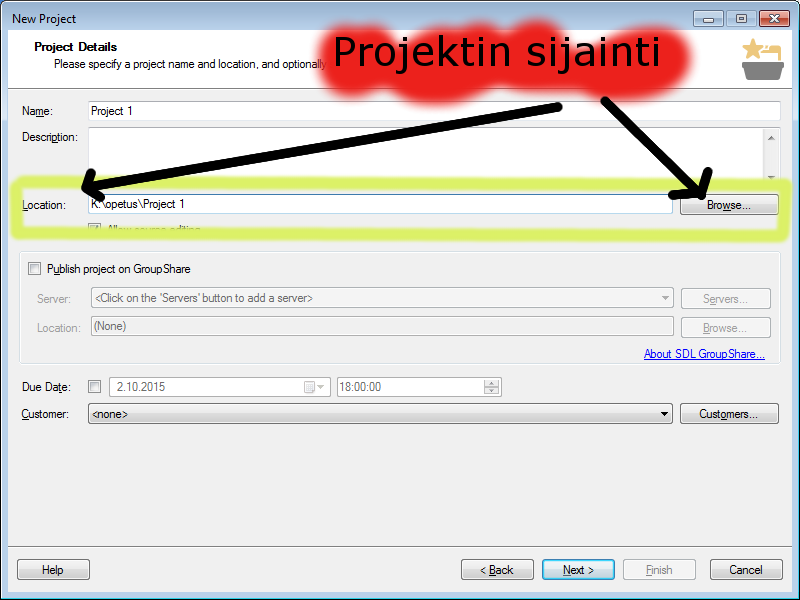 New Project
Project Details
Please specify a project name and location, and optionally
Projektin sijainti
Name: Project 1
Description:
Location: K:\opetus\Project 1 Browse...
Allow source editing
Publish project on GroupShare
Server: <Click on the 'Servers' button to add a server> Servers...
Location: (None) Browse...
About SDL GroupShare...
Due Date: 2.10.2015 18:00:00
Customer: <none> Customers...
Help < Back Next > Finish Cancel